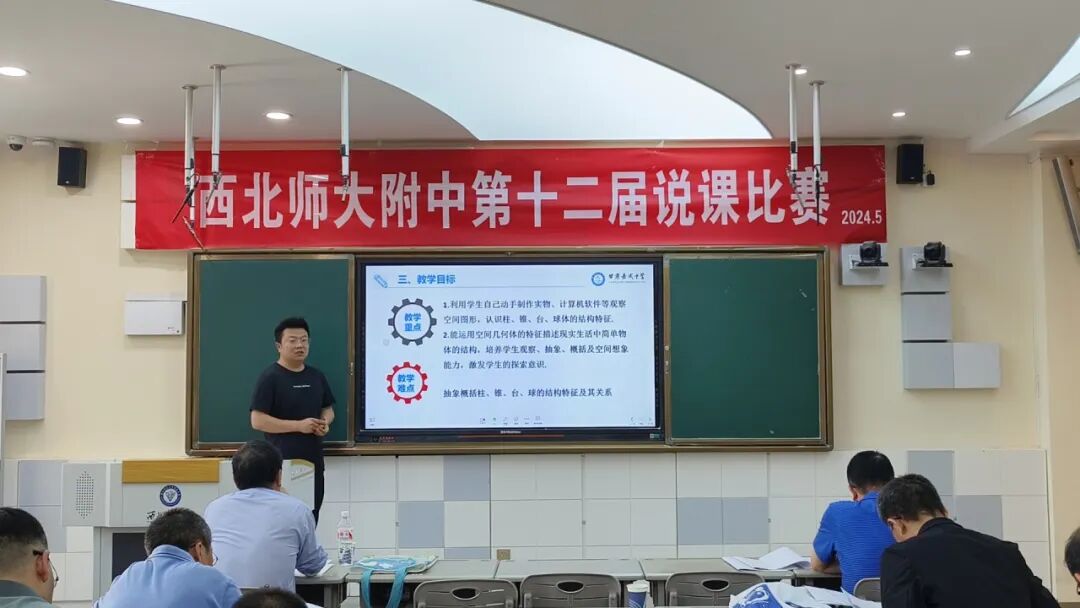 西北师大附中第十二届说课比赛 2024.5
三、教学目标
甘肃省武威十中
教学
重点
1.利用学生自己动手制作实物、计算机软件等观察
空间图形，认识柱、锥、台、球体的结构特征.
2.能运用空间几何体的特征描述现实生活中简单物
体的结构，培养学生观察、抽象、概括及空间想象
能力，激发学生的探索意识.
教学
难点
抽象概括柱、锥、台、球的结构特征及其关系